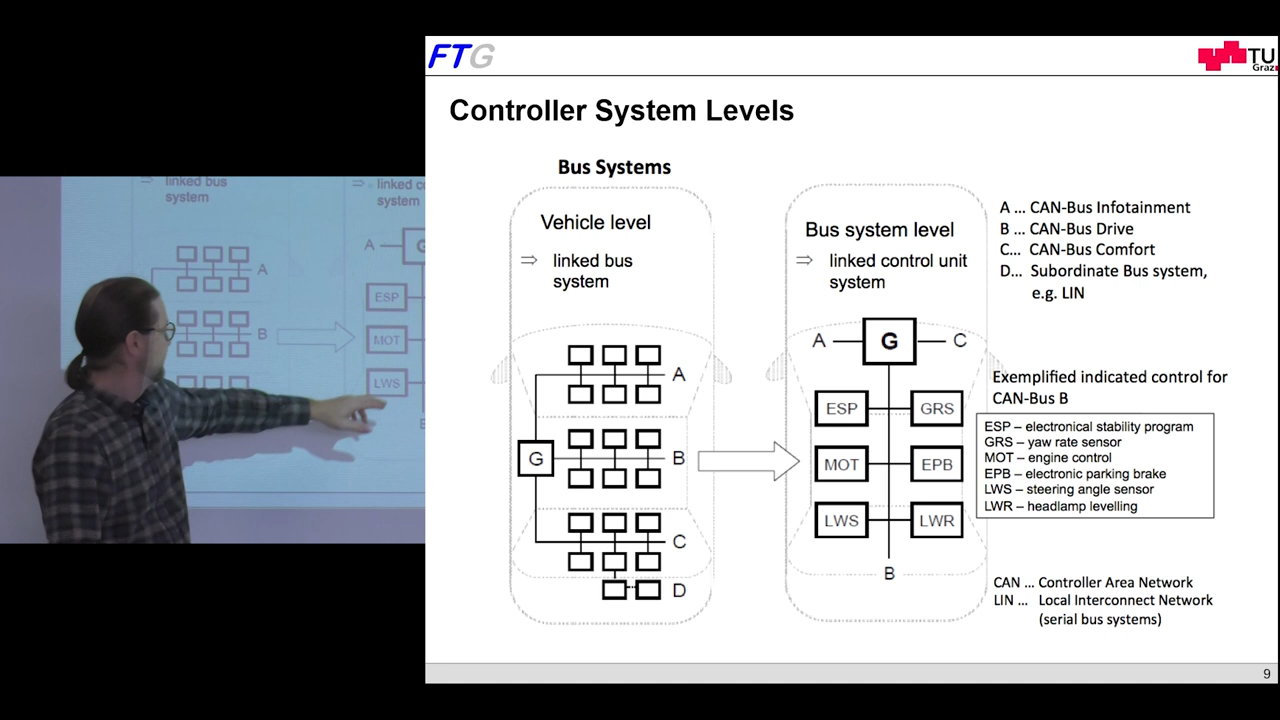 FTG
TU
Graz
Controller System Levels
Bus Systems
Vehicle level
⇒ linked bus
system
A
B
C
D
G
Bus system level
⇒ linked control unit
system
A
G
C
ESP
GRS
MOT
EPB
LWS
LWR
B
A ... CAN-Bus Infotainment
B ... CAN-Bus Drive
C... CAN-Bus Comfort
D... Subordinate Bus system,
e.g. LIN
Exemplified indicated control for
CAN-Bus B
ESP – electronical stability program
GRS – yaw rate sensor
MOT – engine control
EPB – electronic parking brake
LWS – steering angle sensor
LWR – headlamp levelling
CAN ... Controller Area Network
LIN ... Local Interconnect Network
(serial bus systems)
9
linked bus
system
A
B
linked
system
A
ESP
MOT
LWS